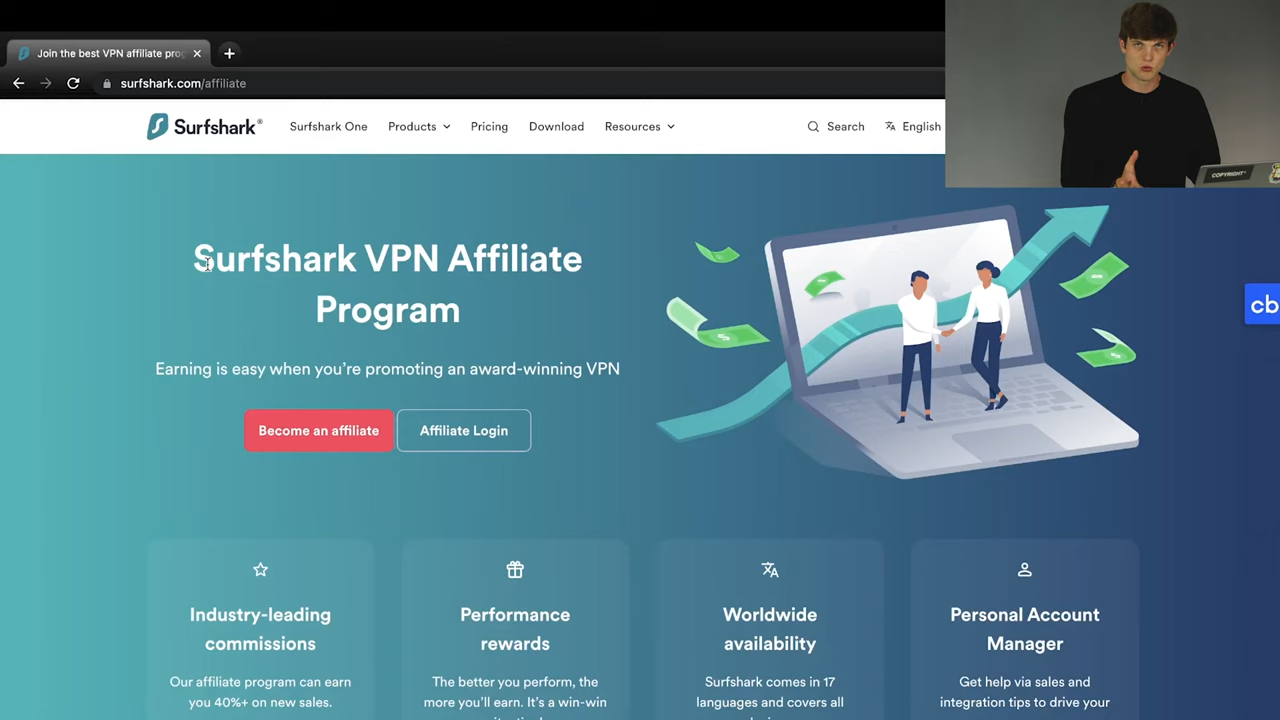 Join the best VPN affiliate prog
surfshark.com/affiliate
Surfshark®
Surfshark One
Products
Pricing
Download
Resources
Search
English
COPYRIGHT
Surfshark VPN Affiliate
Program
Earning is easy when you’re promoting an award-winning VPN
Become an affiliate
Affiliate Login
cb
Industry-leading
commissions
Our affiliate program can earn
you 40%+ on new sales.
Performance
rewards
The better you perform, the
more you’ll earn. It’s a win-win
Worldwide
availability
Surfshark comes in 17
languages and covers all
Personal Account
Manager
Get help via sales and
integration tips to drive your